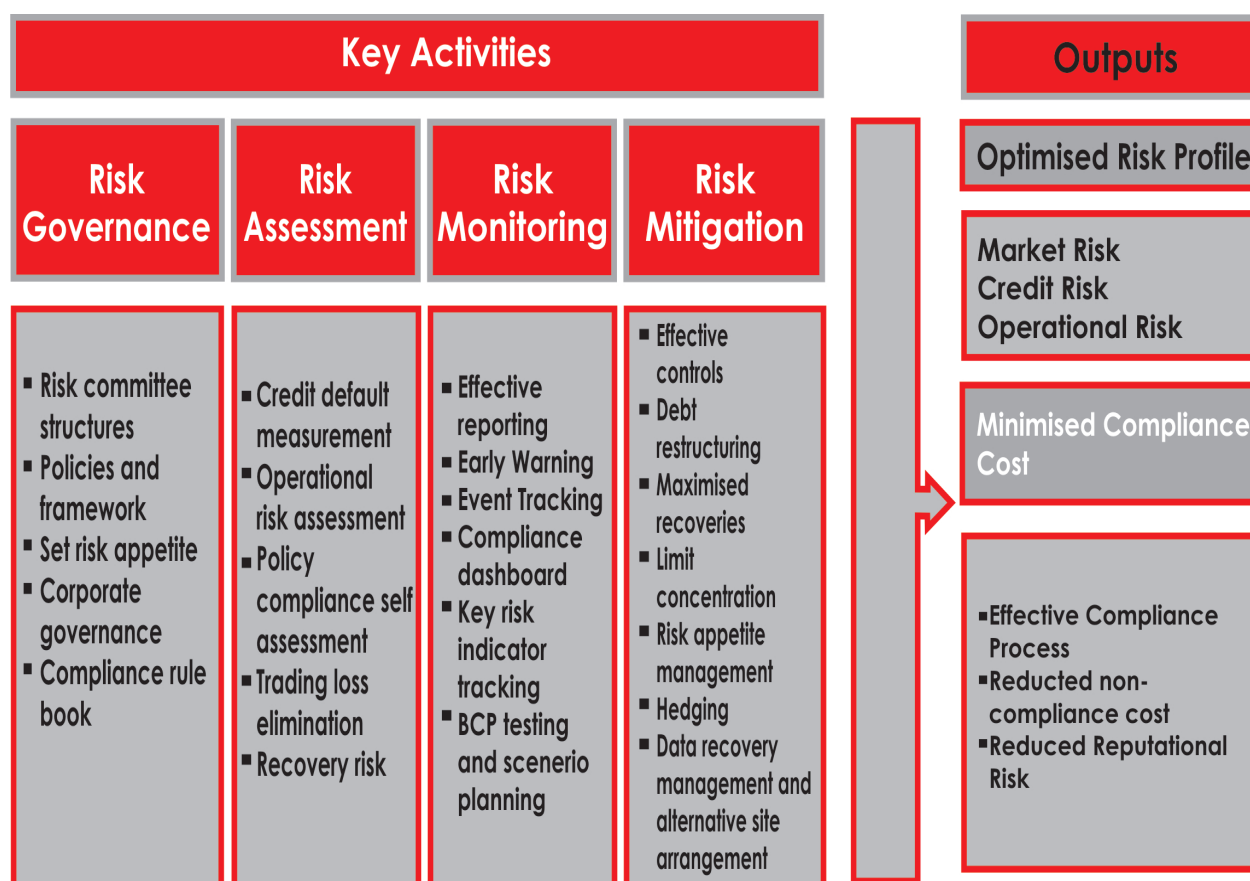 Key Activities
Outputs
Risk
Governance
Risk
Assessment
Risk
Monitoring
Risk
Mitigation
▪ Risk committee
structures
▪ Policies and
framework
▪ Set risk appetite
▪ Corporate
governance
▪ Compliance rule
book
▪ Credit default
measurement
▪ Operational
risk assessment
▪ Policy
compliance self
assessment
▪ Trading loss
elimination
▪ Recovery risk
▪ Effective
reporting
▪ Early Warning
▪ Event Tracking
▪ Compliance
dashboard
▪ Key risk
indicator
tracking
▪ BCP testing
and scenerio
planning
▪ Effective
controls
▪ Debt
restructuring
▪ Maximised
recoveries
▪ Limit
concentration
▪ Risk appetite
management
▪ Hedging
▪ Data recovery
management and
alternative site
arrangement
Optimised Risk Profile
Market Risk
Credit Risk
Operational Risk
Minimised Compliance
Cost
▪Effective Compliance
Process
▪Reducted non-
compliance cost
▪Reduced Reputational
Risk